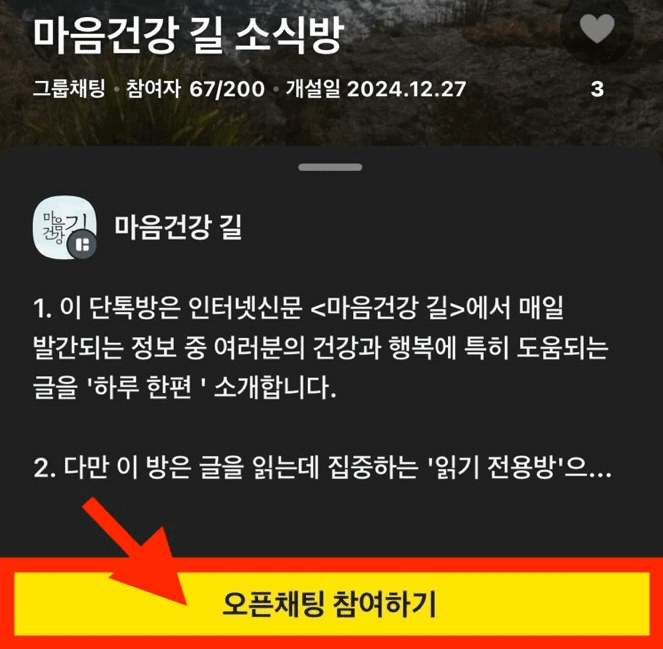 마음건강 길 소식방
그룹채팅 • 참여자 67/200 • 개설일 2024.12.27
3
마음
건강
길
마음건강 길
1. 이 단톡방은 인터넷신문 <마음건강 길>에서 매일
발간되는 정보 중 여러분의 건강과 행복에 특히 도움되는
글을 '하루 한편 ' 소개합니다.
2. 다만 이 방은 글을 읽는데 집중하는 '읽기 전용방'으...
오픈채팅 참여하기